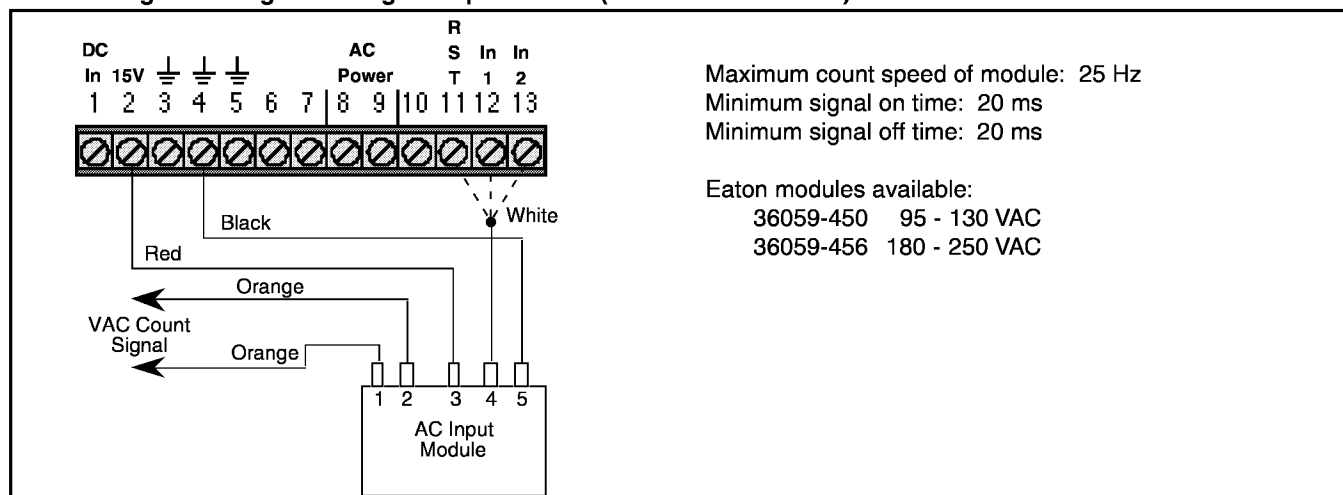 R
DC AC S In In
In 15V Power T 1 2
1 2 3 4 5 6 7 8 9 10 11 12 13
White
Black
Red
Orange
VAC Count
Signal
Orange
1 2 3 4 5
AC Input
Module
Maximum count speed of module: 25 Hz
Minimum signal on time: 20 ms
Minimum signal off time: 20 ms
Eaton modules available:
36059-450 95 - 130 VAC
36059-456 180 - 250 VAC